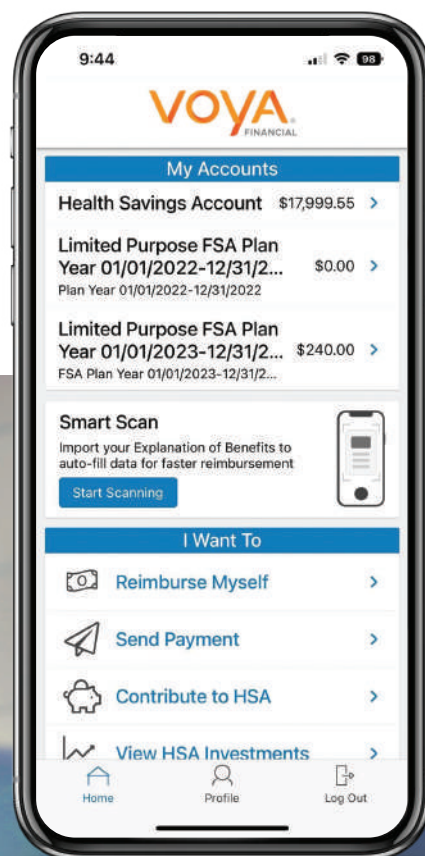 9:44
98
VOYA.
FINANCIAL
My Accounts
Health Savings Account $17,999.55 >
Limited Purpose FSA Plan
Year 01/01/2022-12/31/2... $0.00 >
Plan Year 01/01/2022-12/31/2022
Limited Purpose FSA Plan
Year 01/01/2023-12/31/2... $240.00 >
FSA Plan Year 01/01/2023-12/31/2...
Smart Scan
Import your Explanation of Benefits to
auto-fill data for faster reimbursement
Start Scanning
I Want To
Reimburse Myself >
Send Payment >
Contribute to HSA >
View HSA Investments >
Home Profile Log Out